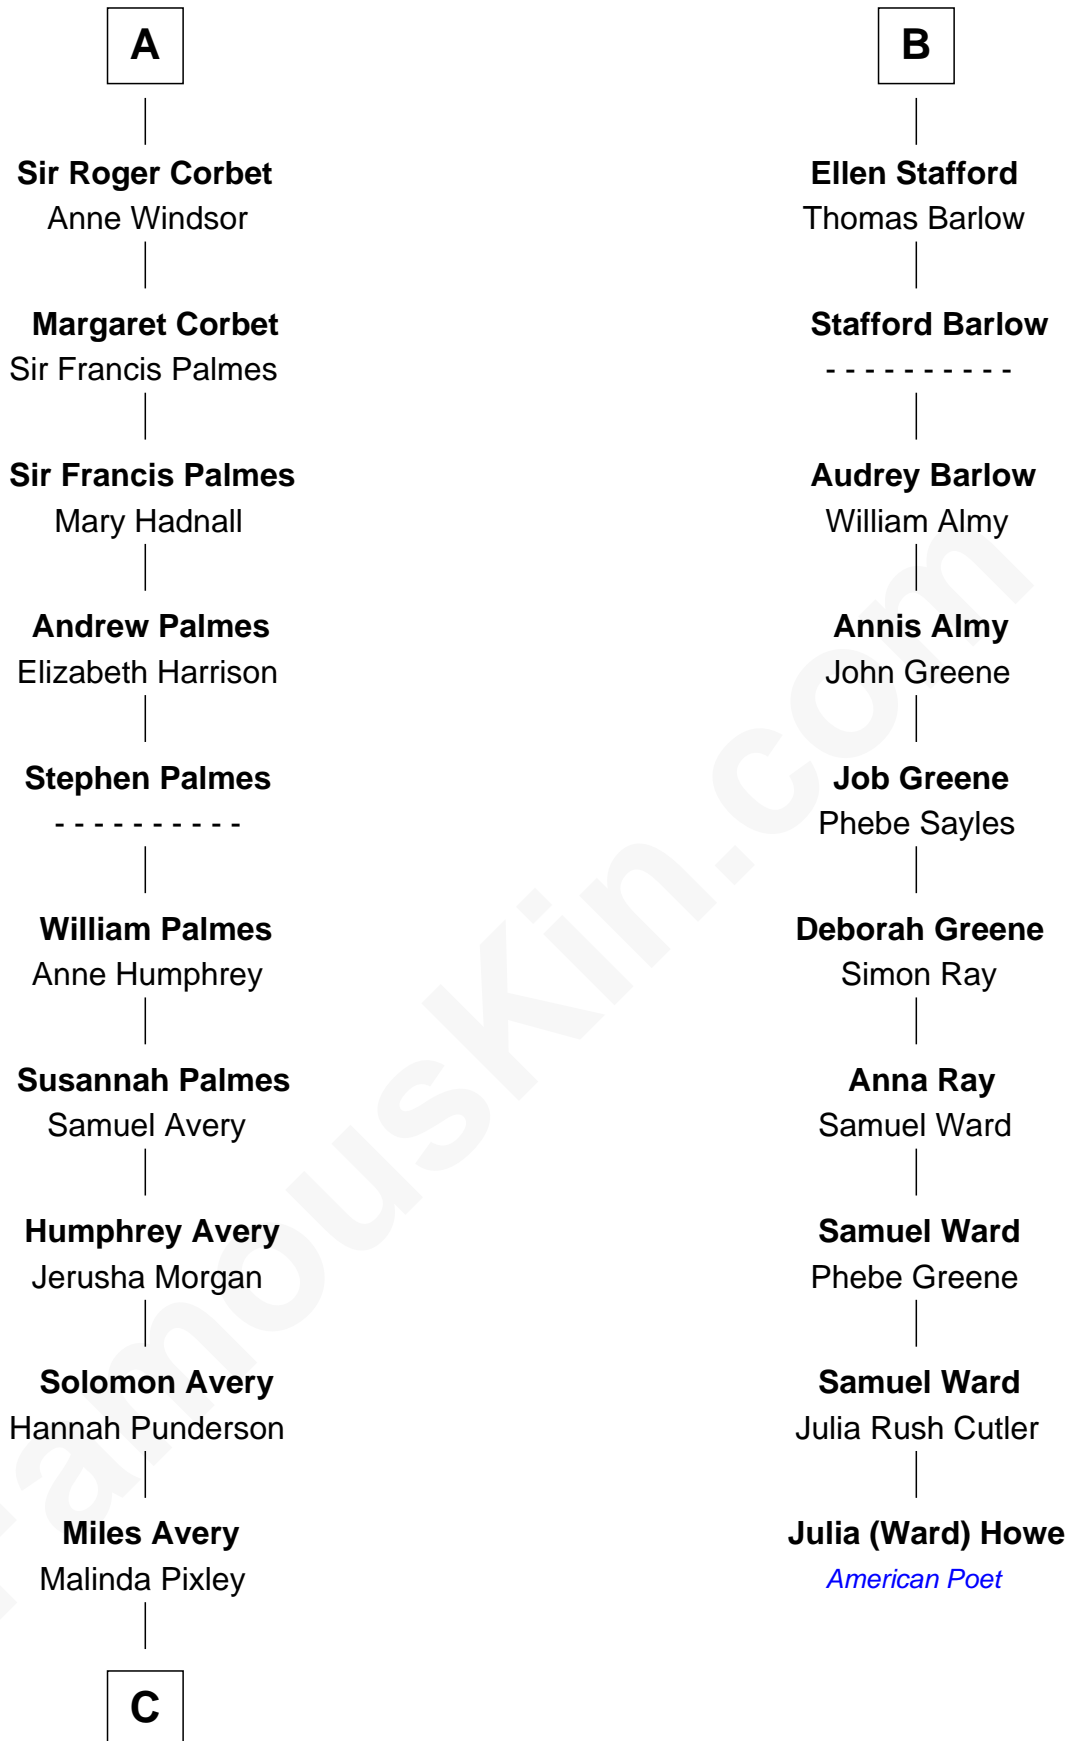 A
Sir Roger Corbet
Anne Windsor
Margaret Corbet
Sir Francis Palmes
Sir Francis Palmes
Mary Hadnall
Andrew Palmes
Elizabeth Harrison
Stephen Palmes
- - - - - - - - - -
William Palmes
Anne Humphrey
Susannah Palmes
Samuel Avery
Humphrey Avery
Jerusha Morgan
Solomon Avery
Hannah Punderson
Miles Avery
Malinda Pixley
C
B
Ellen Stafford
Thomas Barlow
Stafford Barlow
- - - - - - - - - -
Audrey Barlow
William Almy
Annis Almy
John Greene
Job Greene
Phebe Sayles
Deborah Greene
Simon Ray
Anna Ray
Samuel Ward
Samuel Ward
Phebe Greene
Samuel Ward
Julia Rush Cutler
Julia (Ward) Howe
American Poet
FamousKin.com